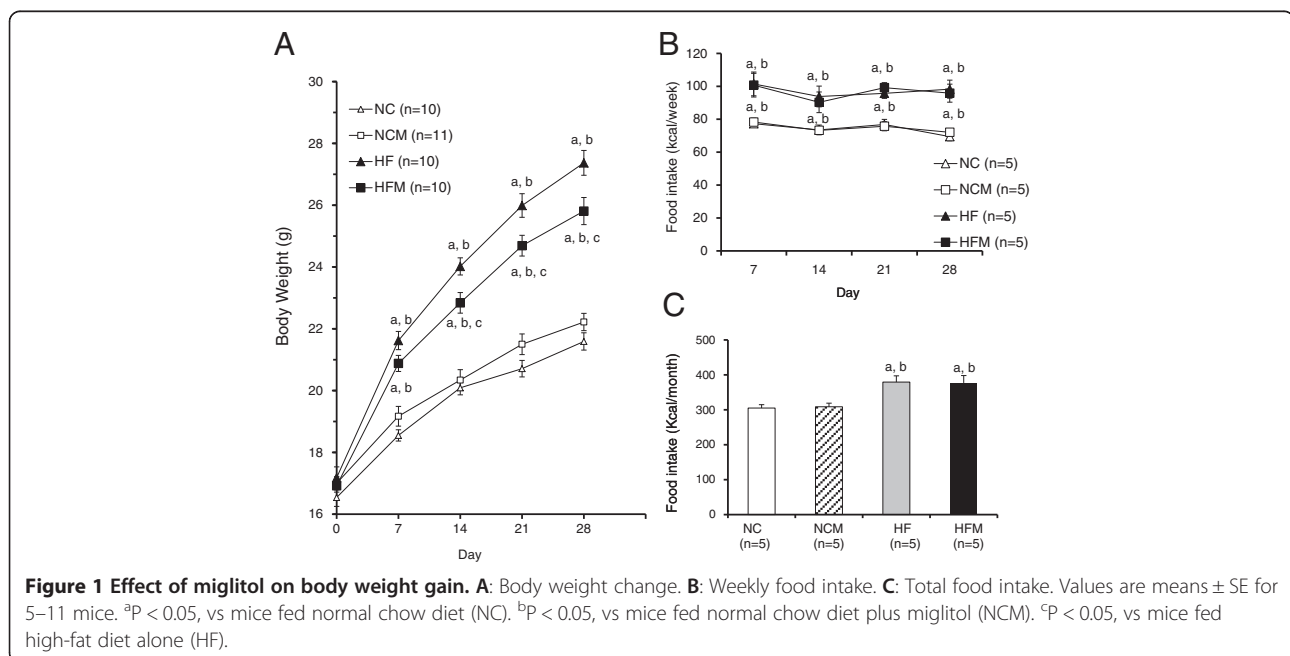 A
Body Weight (g)
30
28
26
24
22
20
18
16
NC (n=10)
NCM (n=11)
HF (n=10)
HFM (n=10)
a, b
a, b
a, b
a, b
a, b, c
a, b, c
a, b, c
a, b
0 7 14 21 28
Day
B
Food intake (kcal/week)
120
100
80
60
40
20
0
a, b a, b a, b a, b
a, b a, b a, b a, b
NC (n=5)
NCM (n=5)
HF (n=5)
HFM (n=5)
7 14 21 28
Day
C
Food intake (Kcal/month)
500
400
300
200
100
0
a, b a, b
NC NCM HF HFM
(n=5) (n=5) (n=5) (n=5)
Figure 1 Effect of miglitol on body weight gain. A: Body weight change. B: Weekly food intake. C: Total food intake. Values are means ± SE for
5–11 mice. ᵃP < 0.05, vs mice fed normal chow diet (NC). ᵇP < 0.05, vs mice fed normal chow diet plus miglitol (NCM). ᶜP < 0.05, vs mice fed
high-fat diet alone (HF).